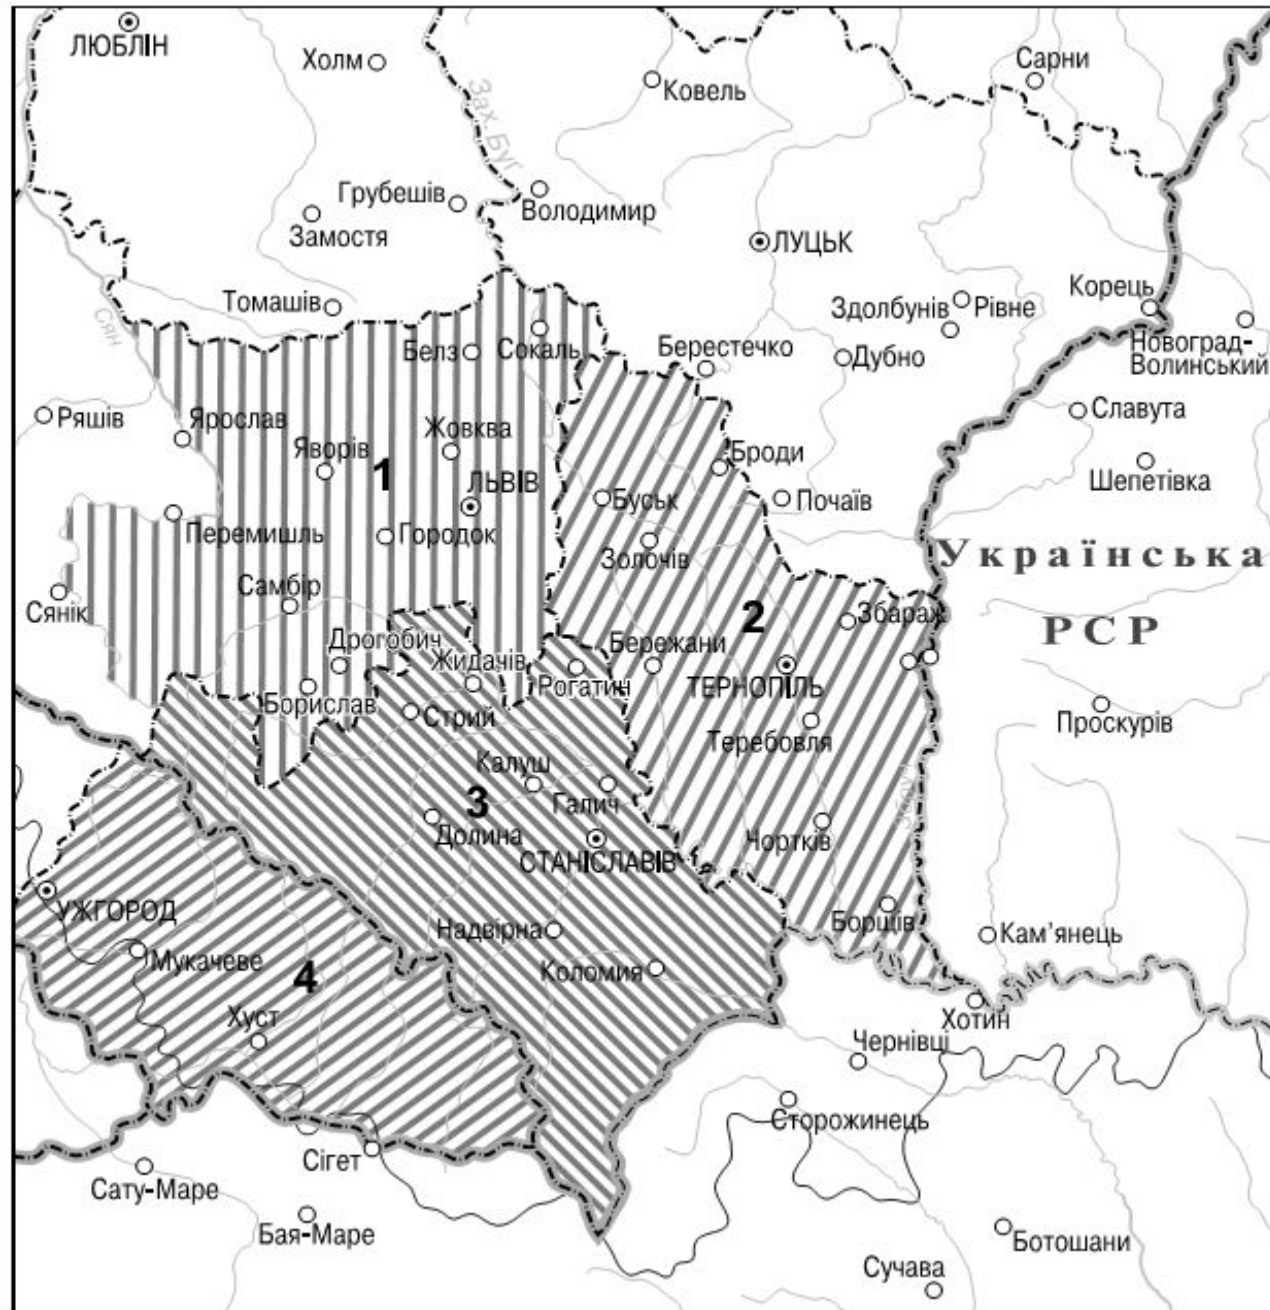 ЛЮБЛІН
Холм
Зах. Буг
Ковель
Сарни
Грубешів
Володимир
Замостя
ЛУЦЬК
Томашів
Сян
Белз
Сокаль
Берестечко
Здолбунів
Рівне
Корець
Дубно
Новоград-
Волинський
Ряшів
Ярослав
Яворів
Жовква
1
ЛЬВІВ
Броди
Славута
Шепетівка
Буськ
Почаїв
Перемишль
Городок
Золочів
Українська
РСР
Самбір
Сянік
2
Збараж
Дрогобич
Жидачів
Рогатин
Бережани
ТЕРНОПІЛЬ
Борислав
Стрий
Теребовля
Проскурів
Калуш
3
Галич
Долина
СТАНІСЛАВІВ
Чортків
УЖГОРОД
Мукачеве
Надвірна
Борщів
Кам’янець
4
Коломия
Хуст
Хотин
Чернівці
Сторожинець
Сігет
Сату-Маре
Бая-Маре
Ботошани
Сучава